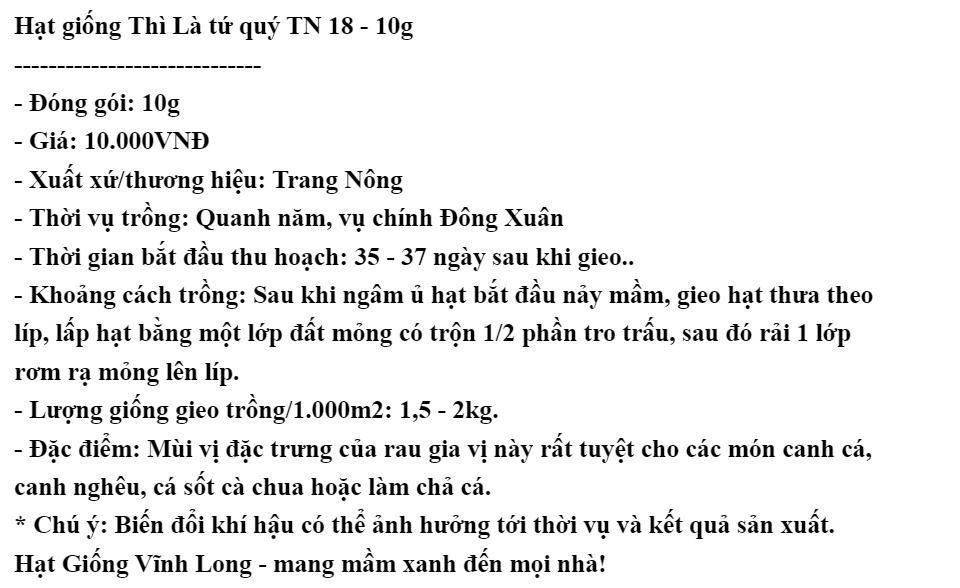 Hạt giống Thì Là tứ quý TN 18 - 10g
-----------------------------
- Đóng gói: 10g
- Giá: 10.000VNĐ
- Xuất xứ/thương hiệu: Trang Nông
- Thời vụ trồng: Quanh năm, vụ chính Đông Xuân
- Thời gian bắt đầu thu hoạch: 35 - 37 ngày sau khi gieo..
- Khoảng cách trồng: Sau khi ngâm ủ hạt bắt đầu nảy mầm, gieo hạt thưa theo
líp, lấp hạt bằng một lớp đất mỏng có trộn 1/2 phần tro trấu, sau đó rải 1 lớp
rơm rạ mỏng lên líp.
- Lượng giống gieo trồng/1.000m2: 1,5 - 2kg.
- Đặc điểm: Mùi vị đặc trưng của rau gia vị này rất tuyệt cho các món canh cá,
canh nghêu, cá sốt cà chua hoặc làm chả cá.
* Chú ý: Biến đổi khí hậu có thể ảnh hưởng tới thời vụ và kết quả sản xuất.
Hạt Giống Vĩnh Long - mang mầm xanh đến mọi nhà!